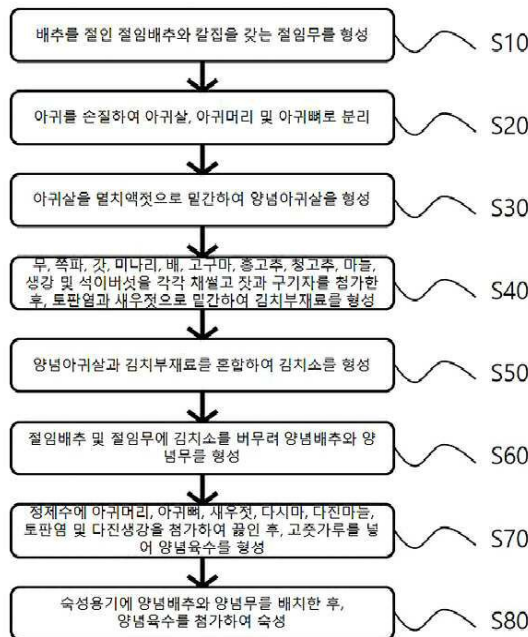 배추를 절인 절임배추와 칼집을 갖는 절임무를 형성
S10
아귀를 손질하여 아귀살, 아귀머리 및 아귀뼈로 분리
S20
아귀살을 멸치액젓으로 밑간하여 양념아귀살을 형성
S30
무, 쪽파, 갓, 미나리, 배, 고구마, 홍고추, 청고추, 마늘,
생강 및 석이버섯을 각각 채썰고 잣과 구기자를 첨가한
후, 토판염과 새우젓으로 밑간하여 김치부재료를 형성
S40
양념아귀살과 김치부재료를 혼합하여 김치소를 형성
S50
절임배추 및 절임무에 김치소를 버무려 양념배추와 양
념무를 형성
S60
정제수에 아귀머리, 아귀뼈, 새우젓, 다시마, 다진마늘,
토판염 및 다진생강을 첨가하여 끓인 후, 고춧가루를 넣
어 양념육수를 형성
S70
숙성용기에 양념배추와 양념무를 배치한 후,
양념육수를 첨가하여 숙성
S80